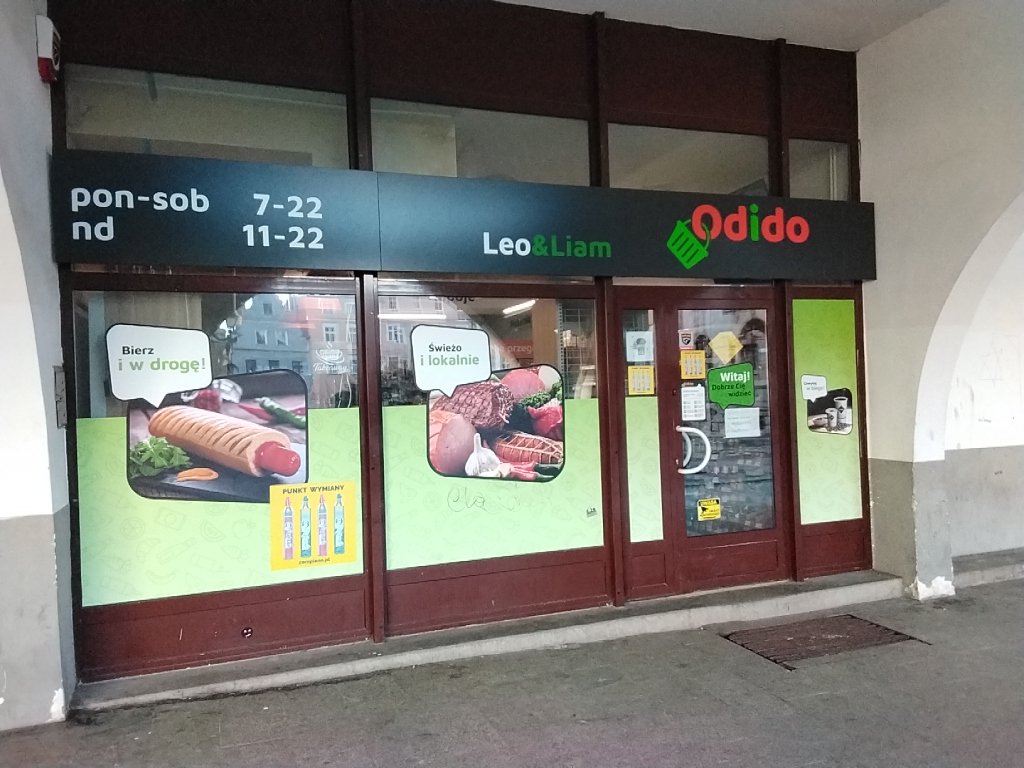 pon-sob 7-22
nd 11-22
Leo&Liam
Odido
Bierz
i w drogę!
Świeżo
i lokalnie
Witaj!
Dobrze Cię
widzieć
PUNKT WYMIANY